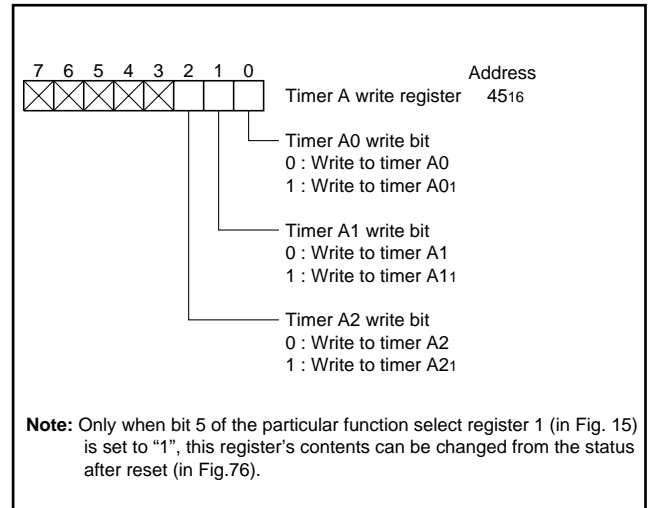 7 6 5 4 3 2 1 0
Address
Timer A write register 4516
Timer A0 write bit
0 : Write to timer A0
1 : Write to timer A01
Timer A1 write bit
0 : Write to timer A1
1 : Write to timer A11
Timer A2 write bit
0 : Write to timer A2
1 : Write to timer A21
Note: Only when bit 5 of the particular function select register 1 (in Fig. 15)
is set to “1”, this register’s contents can be changed from the status
after reset (in Fig.76).